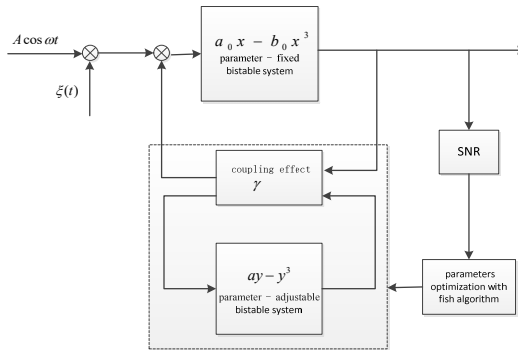 A cos ωt
ξ(t)
a₀x − b₀x³
parameter − fixed
bistable system
coupling effect
γ
ay − y³
parameter − adjustable
bistable system
SNR
parameters
optimization with
fish algorithm